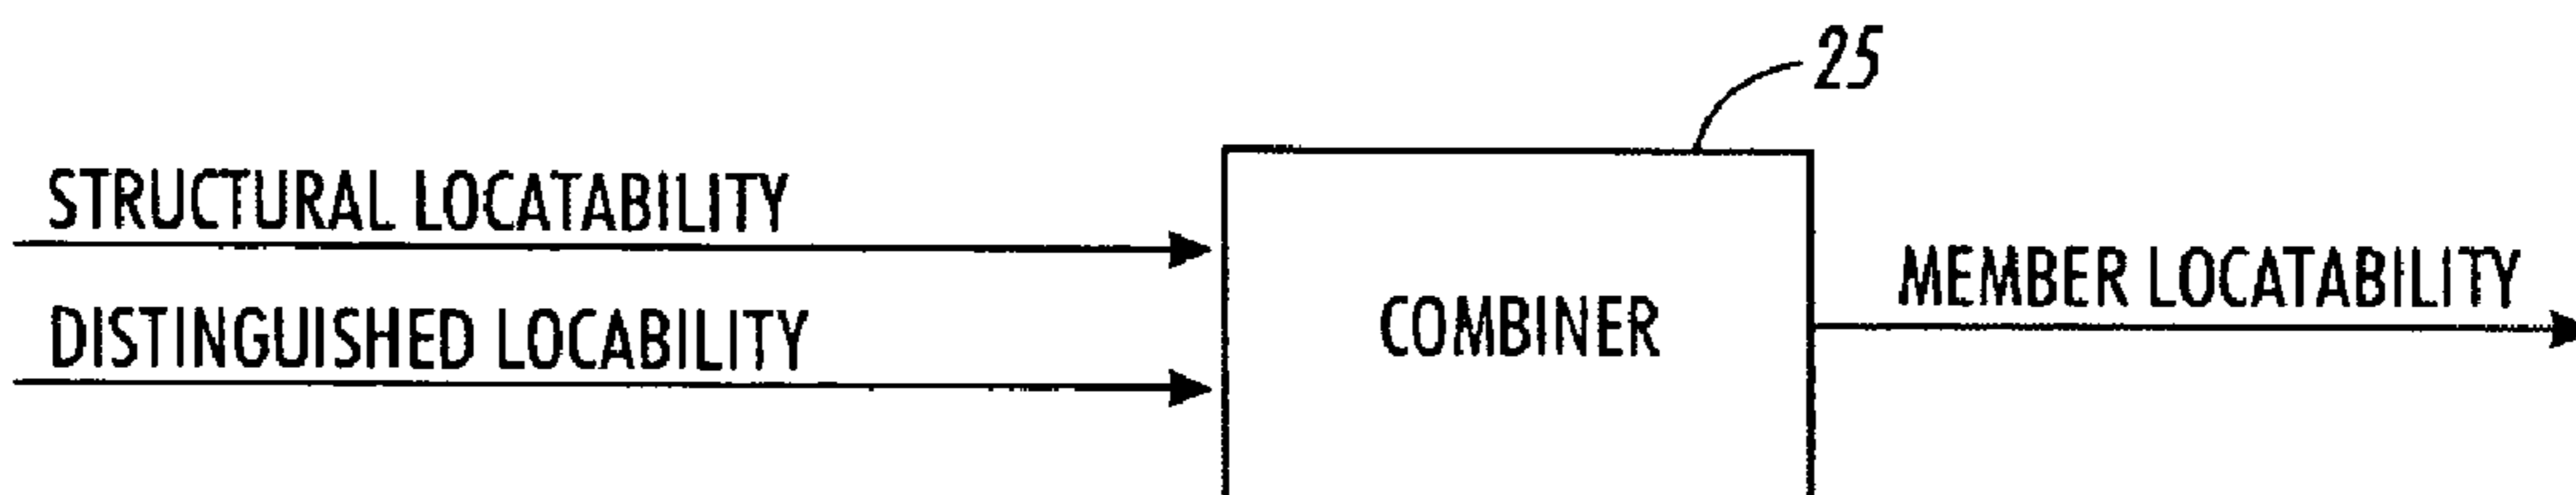 25
STRUCTURAL LOCATABILITY
DISTINGUISHED LOCABILITY
COMBINER
MEMBER LOCATABILITY